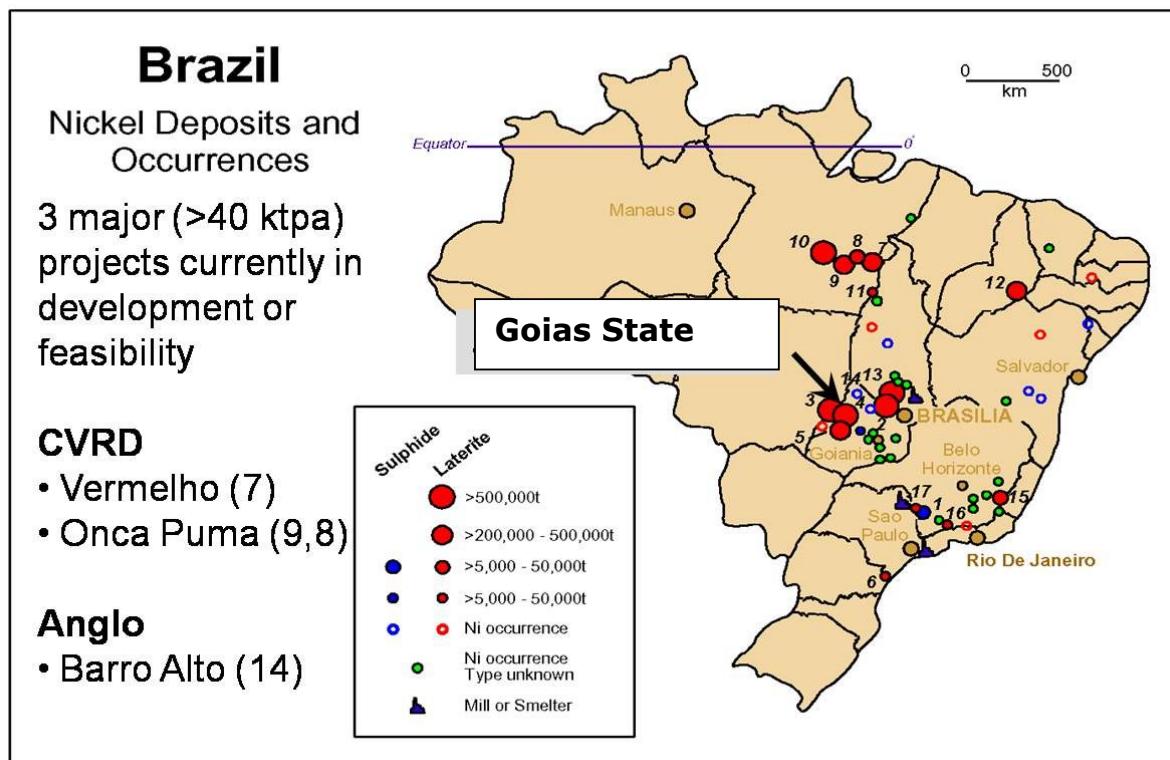 Brazil
Nickel Deposits and
Occurrences
3 major (>40 ktpa)
projects currently in
development or
feasibility
CVRD
• Vermelho (7)
• Onca Puma (9,8)
Anglo
• Barro Alto (14)
0 500
km
Equator 0°
Manaus
10
8
7
9
11
12
Goias State
Salvador
14
13
3
4
BRASILIA
5
2
Goiania
Belo
Horizonte
17
1
16
15
Sao
Paulo
Rio De Janeiro
6
Sulphide
Laterite
>500,000t
>200,000 - 500,000t
>5,000 - 50,000t
>5,000 - 50,000t
Ni occurrence
Ni occurrence
Type unknown
Mill or Smelter